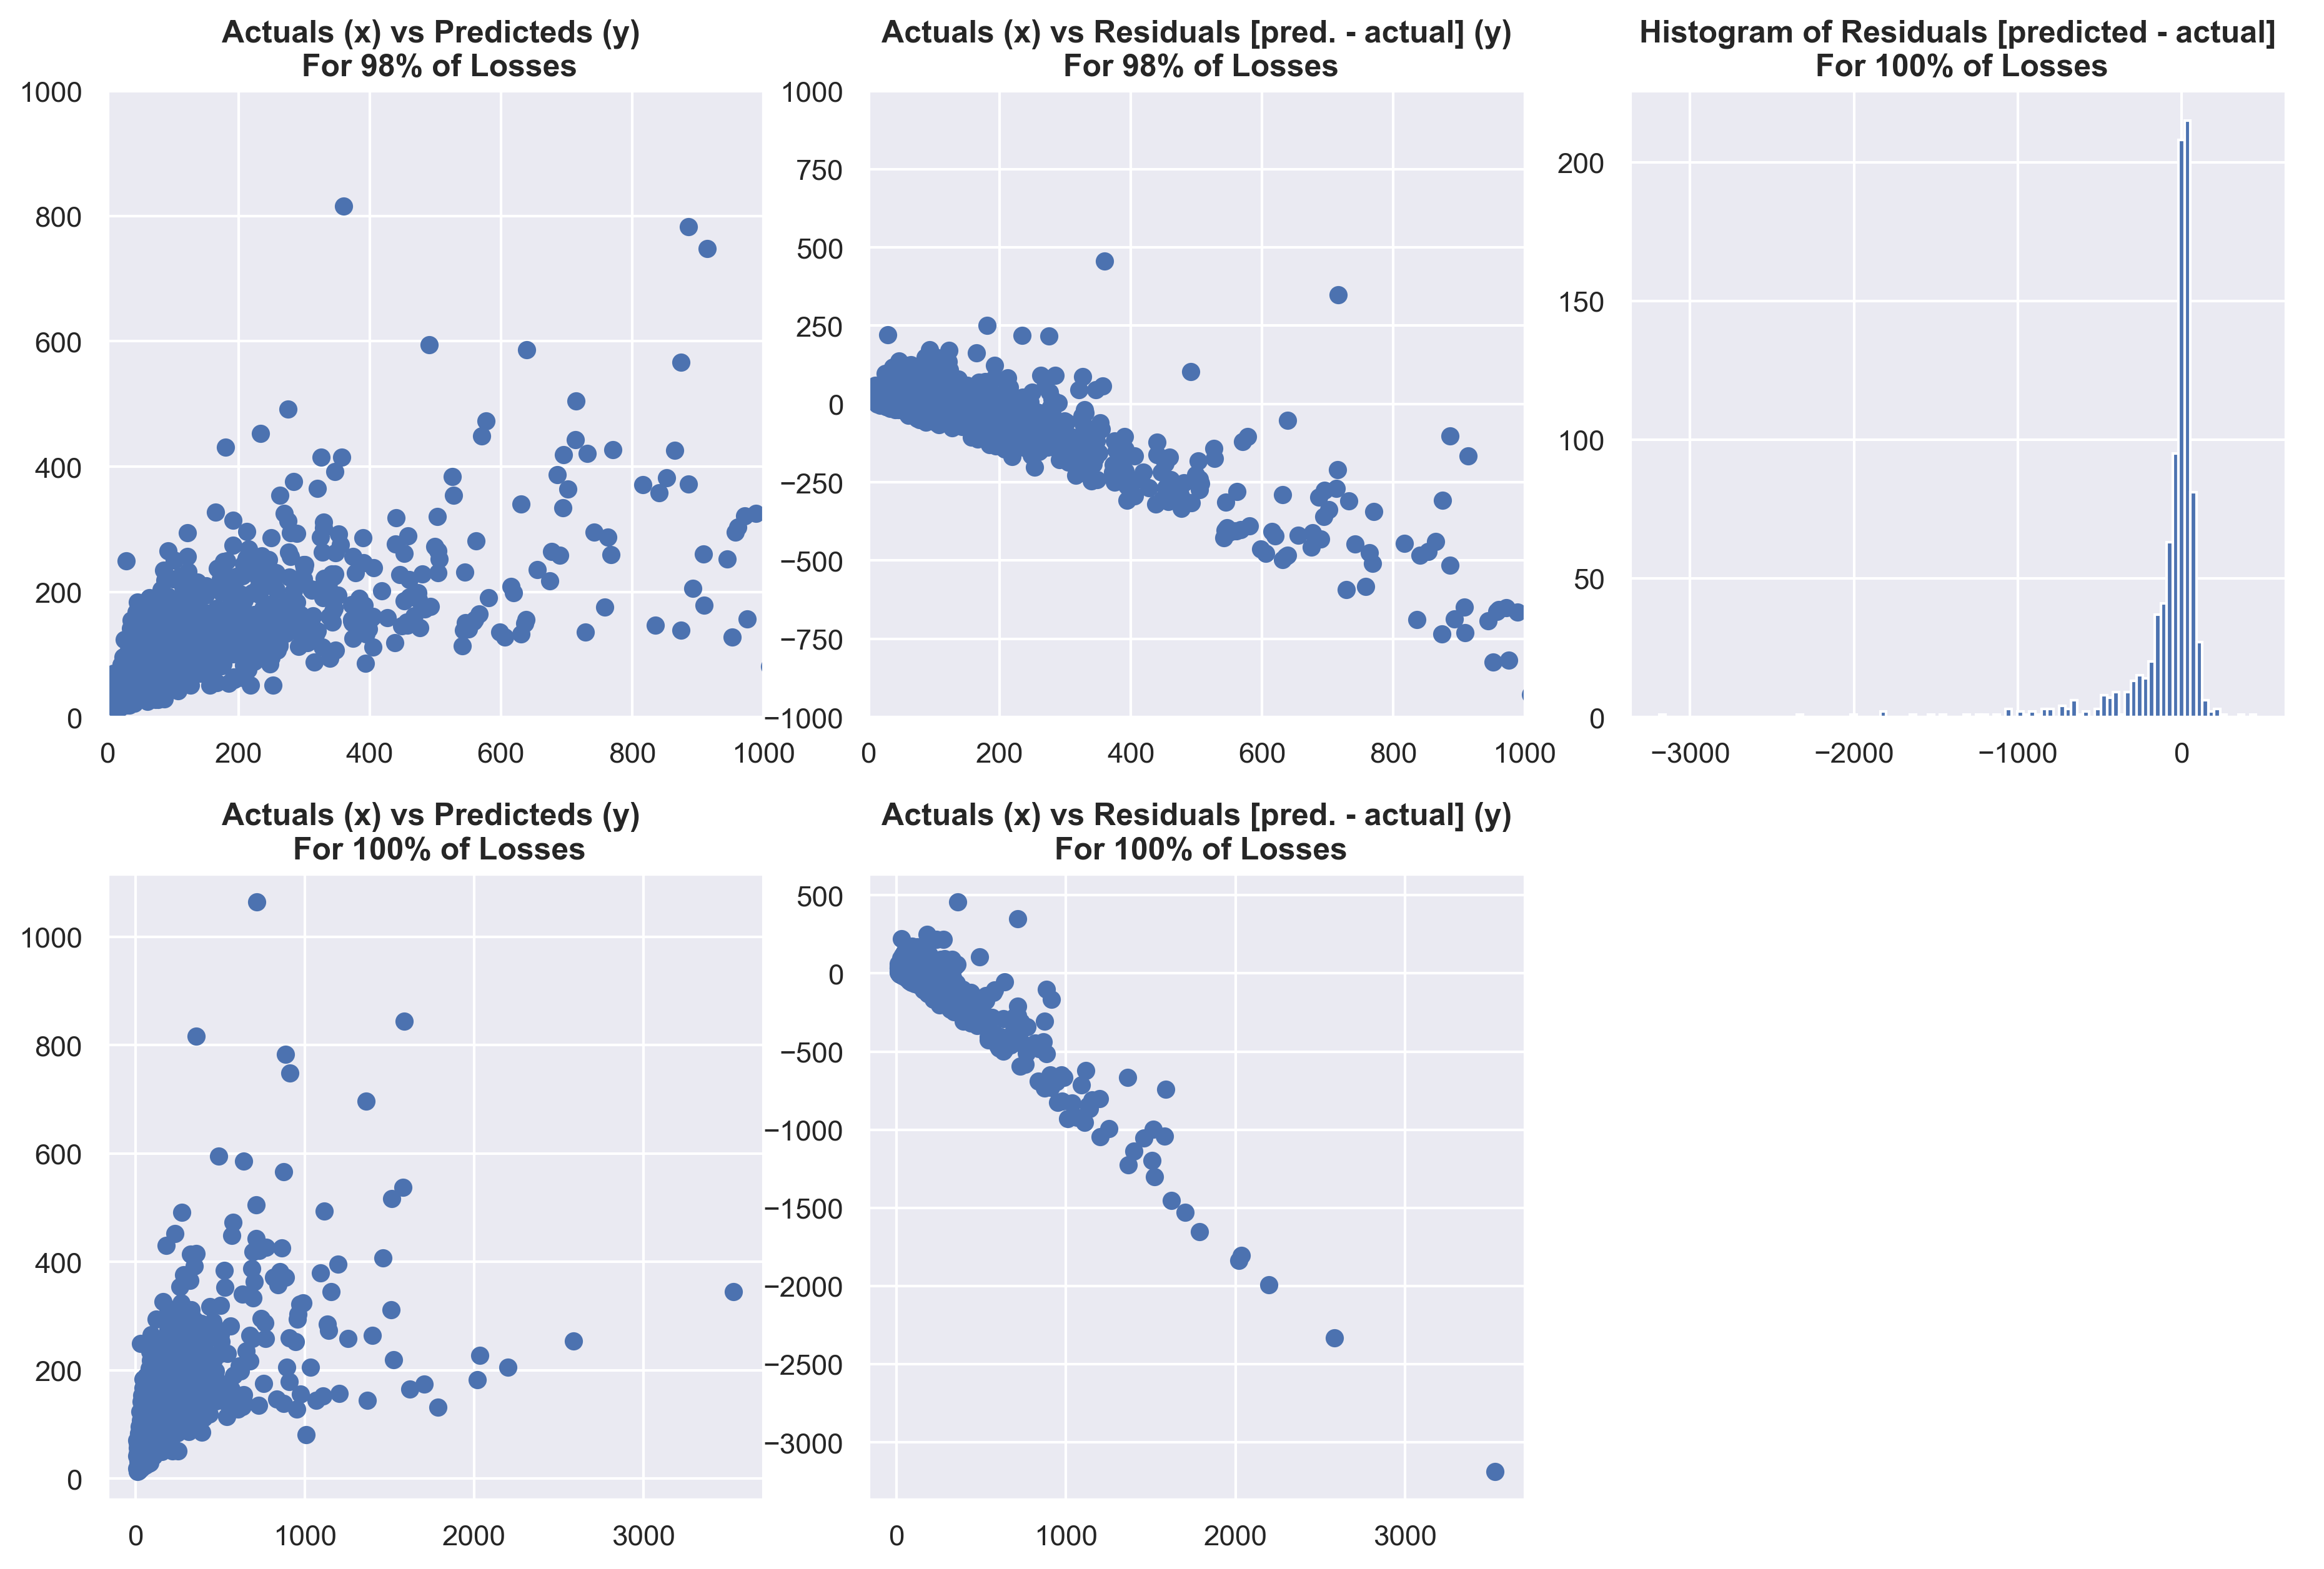 Actuals (x) vs Predicteds (y)
For 98% of Losses
1000
800
600
400
200
0
0 200 400 600 800 1000
Actuals (x) vs Residuals [pred. - actual] (y)
For 98% of Losses
1000
750
500
250
0
−250
−500
−750
−1000
0 200 400 600 800 1000
Histogram of Residuals [predicted - actual]
For 100% of Losses
200
150
100
50
0
−3000 −2000 −1000 0
Actuals (x) vs Predicteds (y)
For 100% of Losses
1000
800
600
400
200
0
0 1000 2000 3000
Actuals (x) vs Residuals [pred. - actual] (y)
For 100% of Losses
500
0
−500
−1000
−1500
−2000
−2500
−3000
0 1000 2000 3000